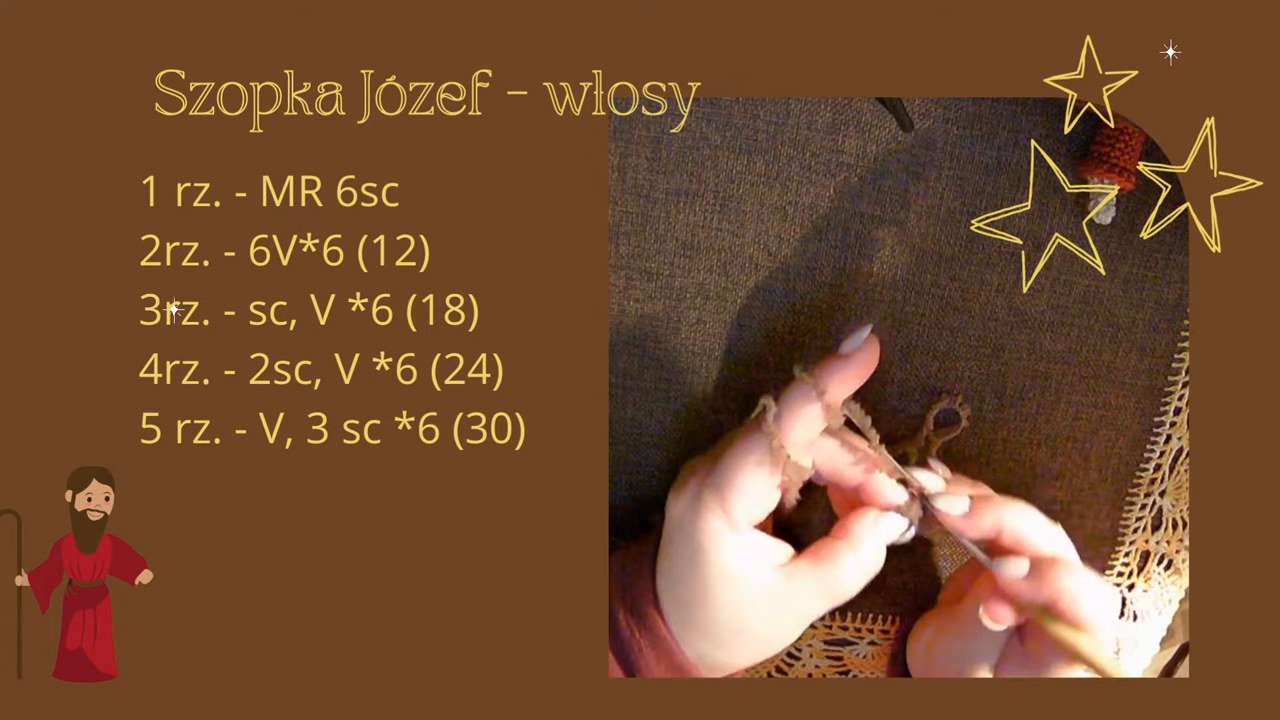 Szopka Józef - włosy
1 rz. - MR 6sc
2rz. - 6V*6 (12)
3rz. - sc, V *6 (18)
4rz. - 2sc, V *6 (24)
5 rz. - V, 3 sc *6 (30)